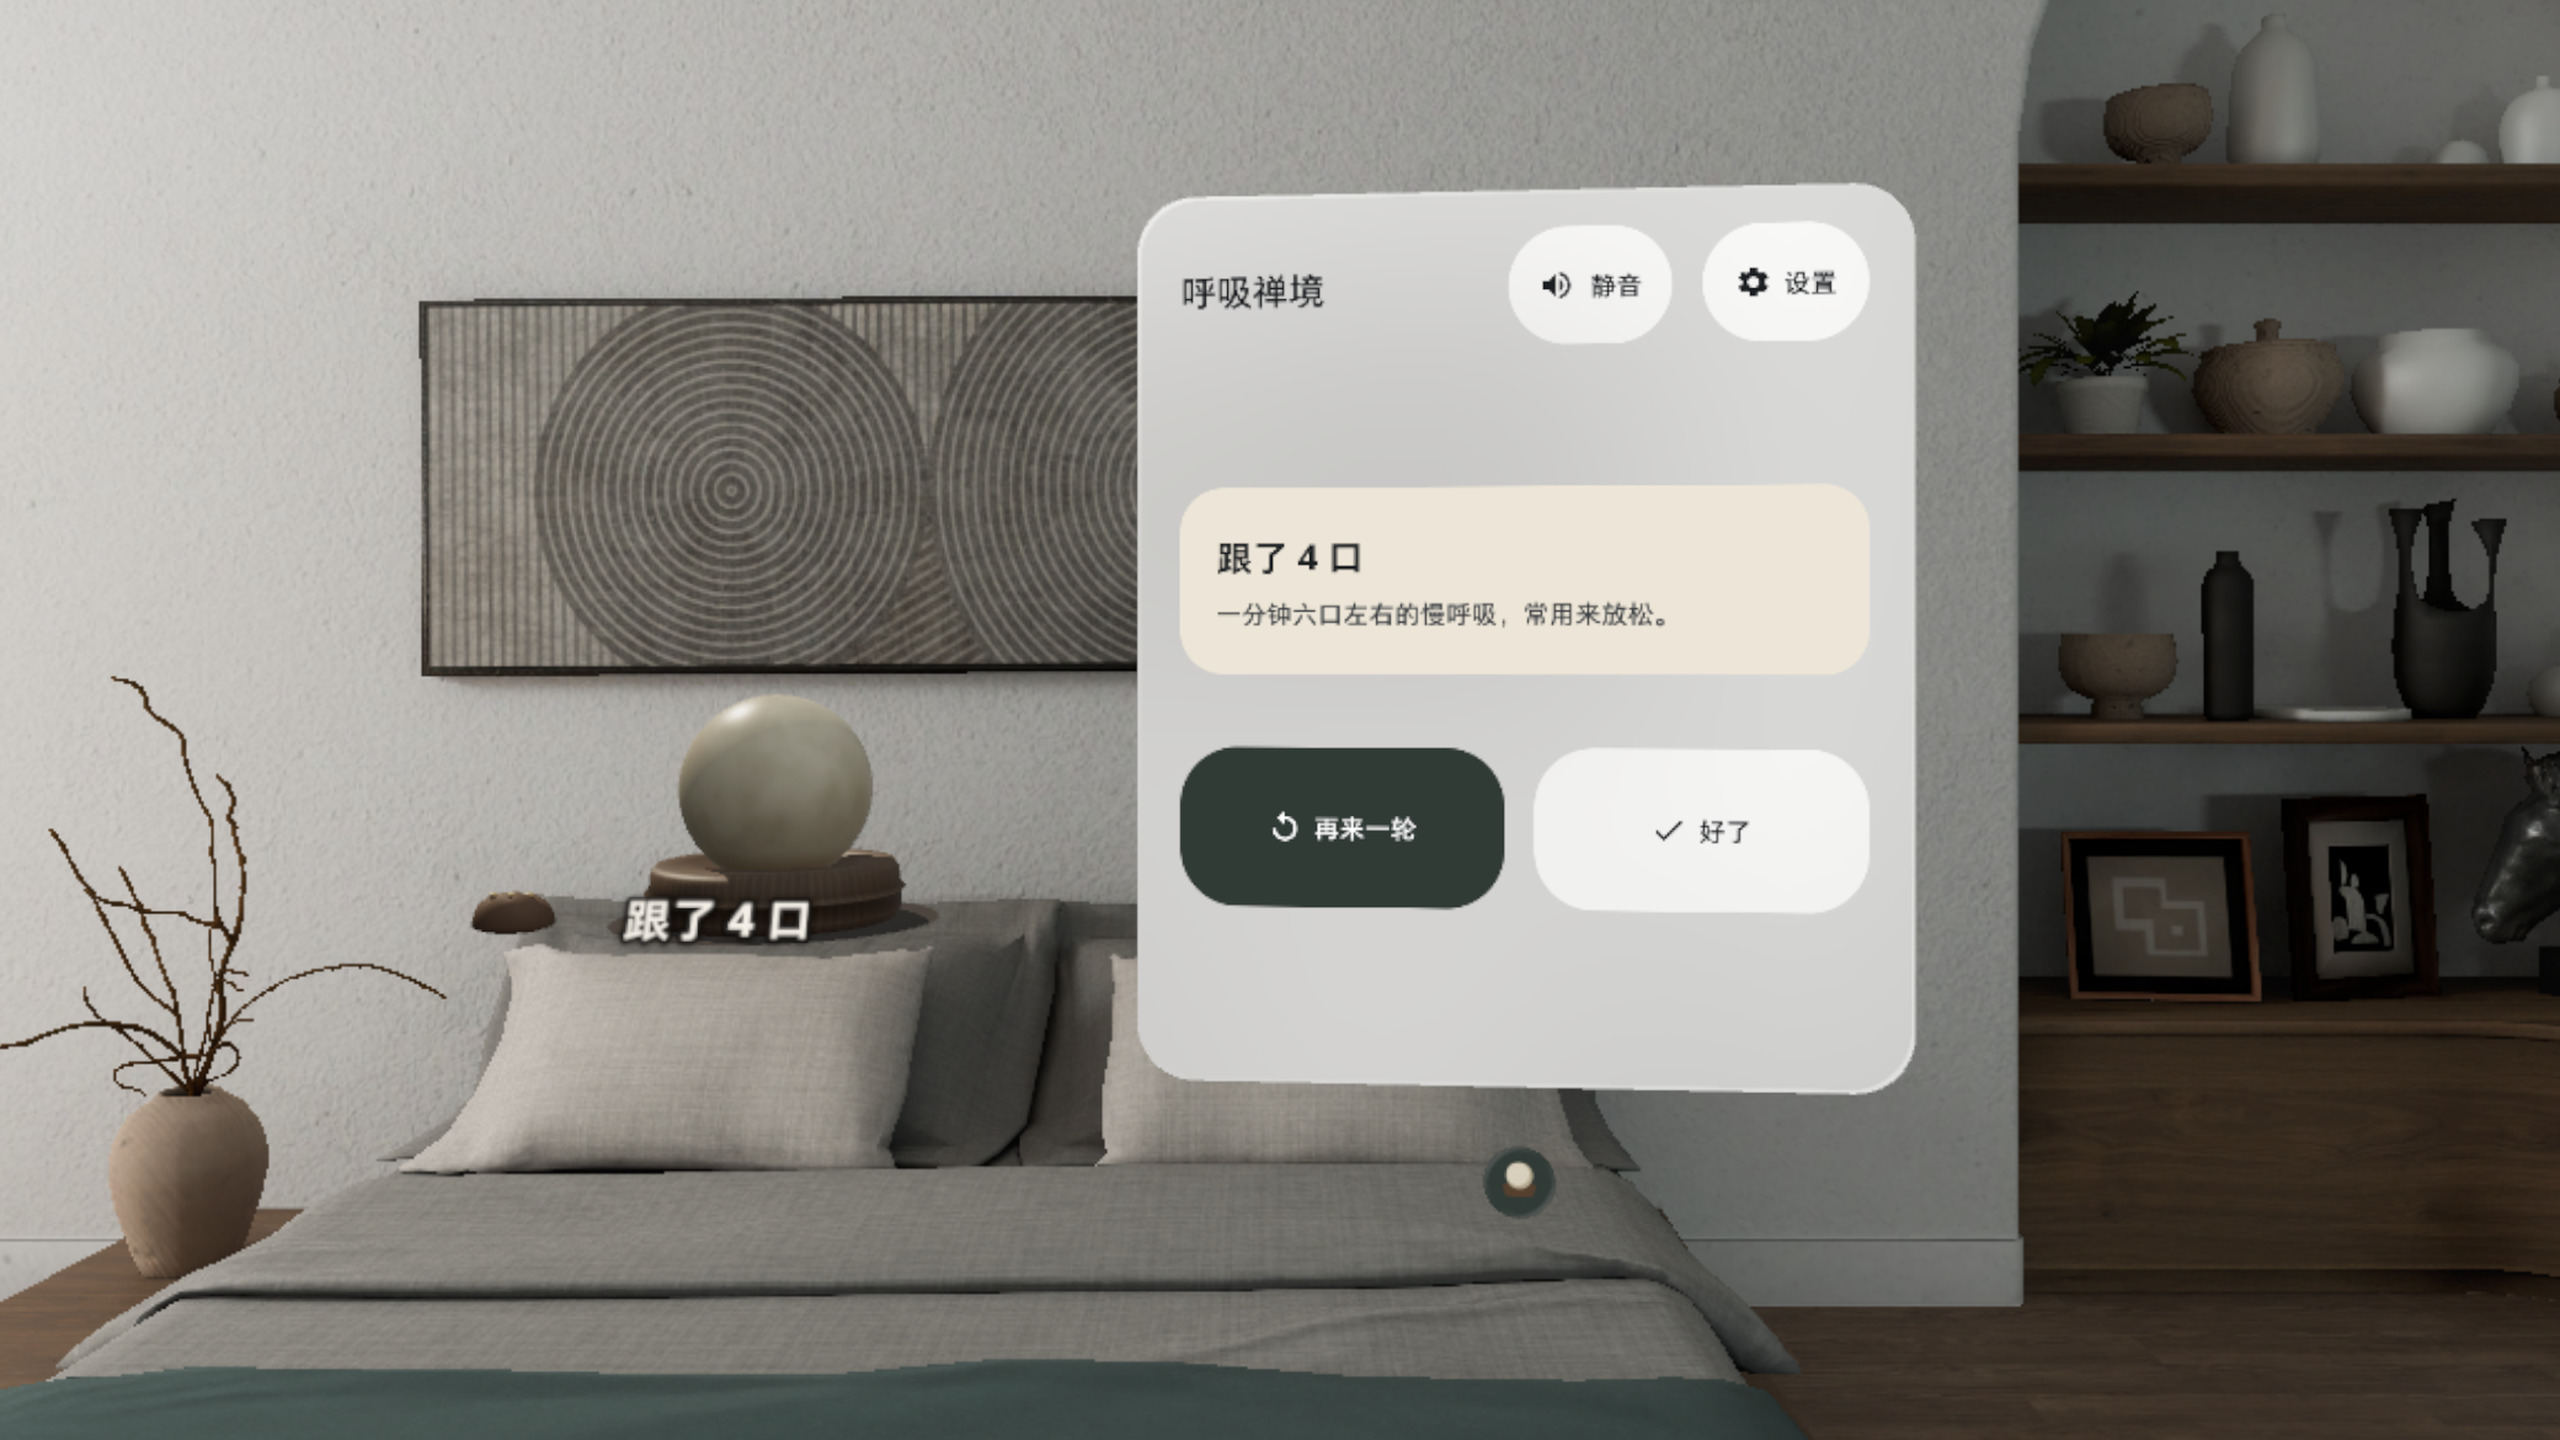 呼吸禅境
静音
设置
跟了 4 口
一分钟六口左右的慢呼吸，常用来放松。
再来一轮
好了
跟了 4 口